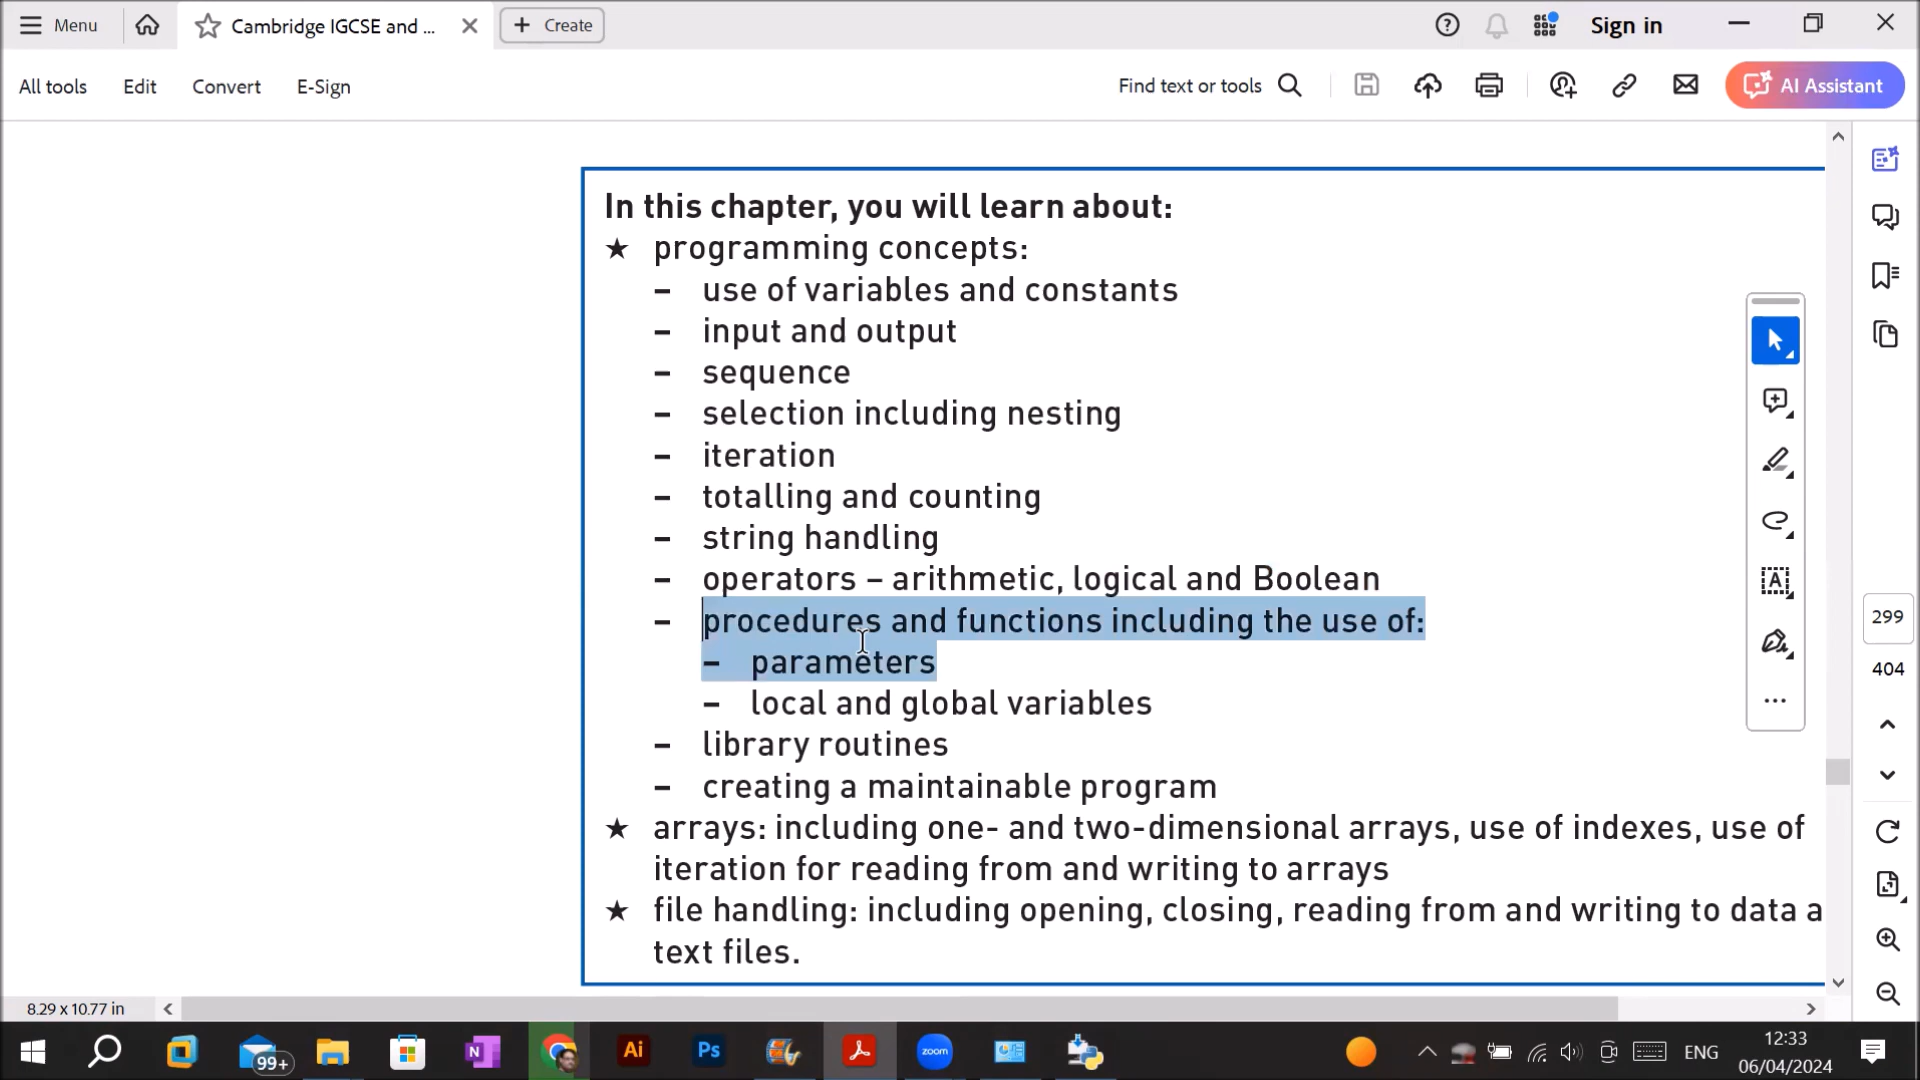 Menu
Cambridge IGCSE and ...
Create
Sign in
All tools
Edit
Convert
E-Sign
Find text or tools
AI Assistant
In this chapter, you will learn about:
★ programming concepts:
– use of variables and constants
– input and output
– sequence
– selection including nesting
– iteration
– totalling and counting
– string handling
– operators – arithmetic, logical and Boolean
– procedures and functions including the use of:
– parameters
– local and global variables
– library routines
– creating a maintainable program
★ arrays: including one- and two-dimensional arrays, use of indexes, use of
iteration for reading from and writing to arrays
★ file handling: including opening, closing, reading from and writing to data a
text files.
299
404
8.29 x 10.77 in
99+
Ai
Ps
zoom
ENG
12:33
06/04/2024